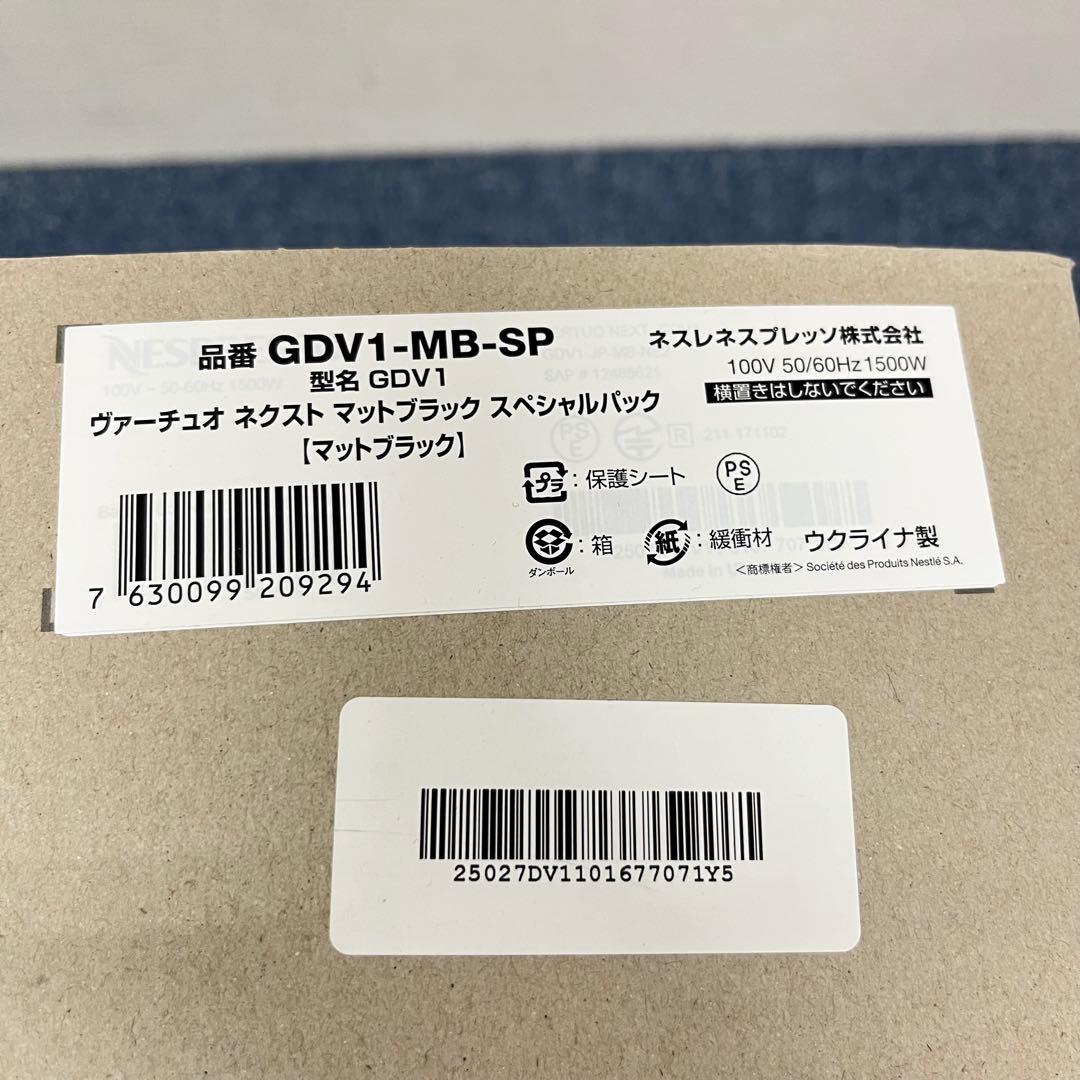 品番 GDV1-MB-SP
型名 GDV1
ヴァーチュオ ネクスト マットブラック スペシャルパック
【マットブラック】
ネスレネスプレッソ株式会社
100V 50/60Hz 1500W
横置きはしないでください
プラ : 保護シート
PS E
ダンボール : 箱
紙 : 緩衝材
ウクライナ製
<商標権者> Société des Produits Nestlé S.A.
7 630099 209294
25027DV1101677071Y5